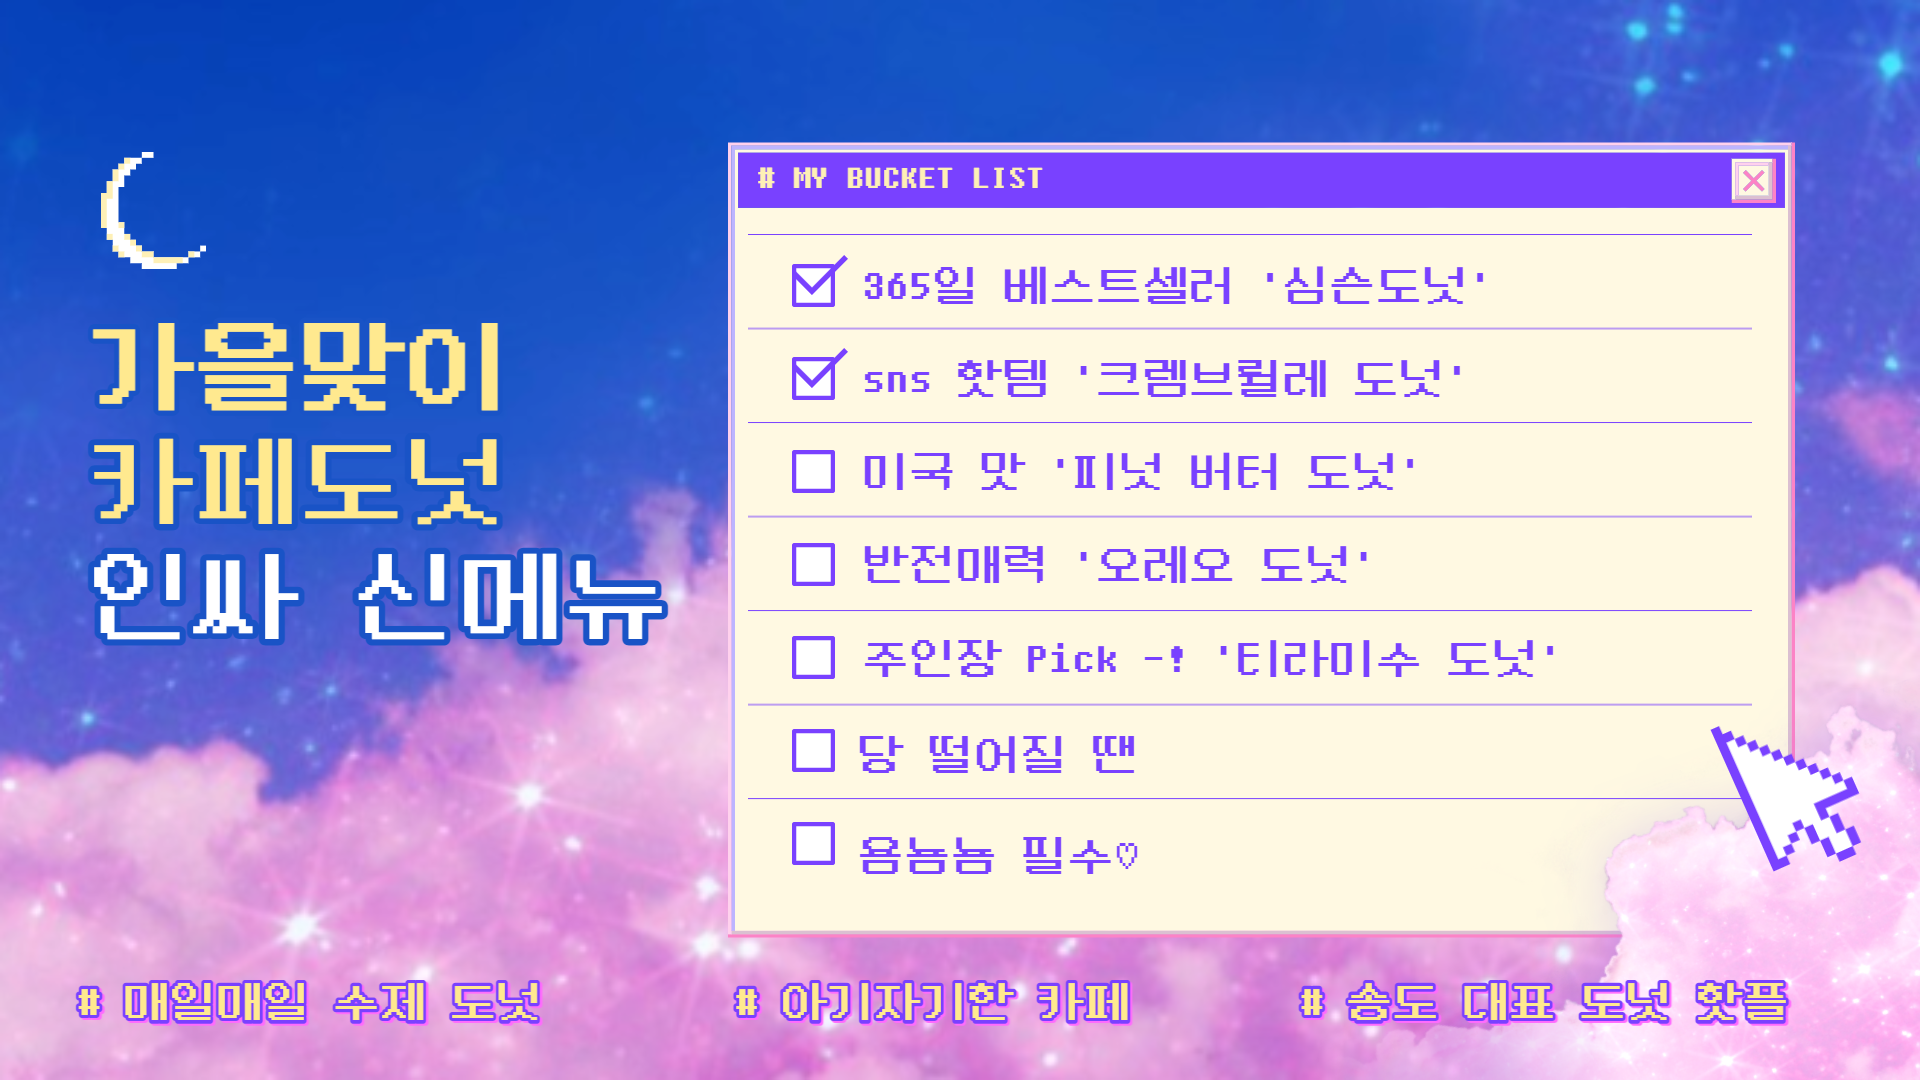 가을맞이
카페도넛
인싸 신메뉴
# MY BUCKET LIST
365일 베스트셀러 '심슨도넛'
sns 핫템 '크렘브륄레 도넛'
미국 맛 '피넛 버터 도넛'
반전매력 '오레오 도넛'
주인장 Pick -! '티라미수 도넛'
당 떨어질 땐
욤뇸뇸 필수♡
# 매일매일 수제 도넛
# 아기자기한 카페
# 송도 대표 도넛 핫플